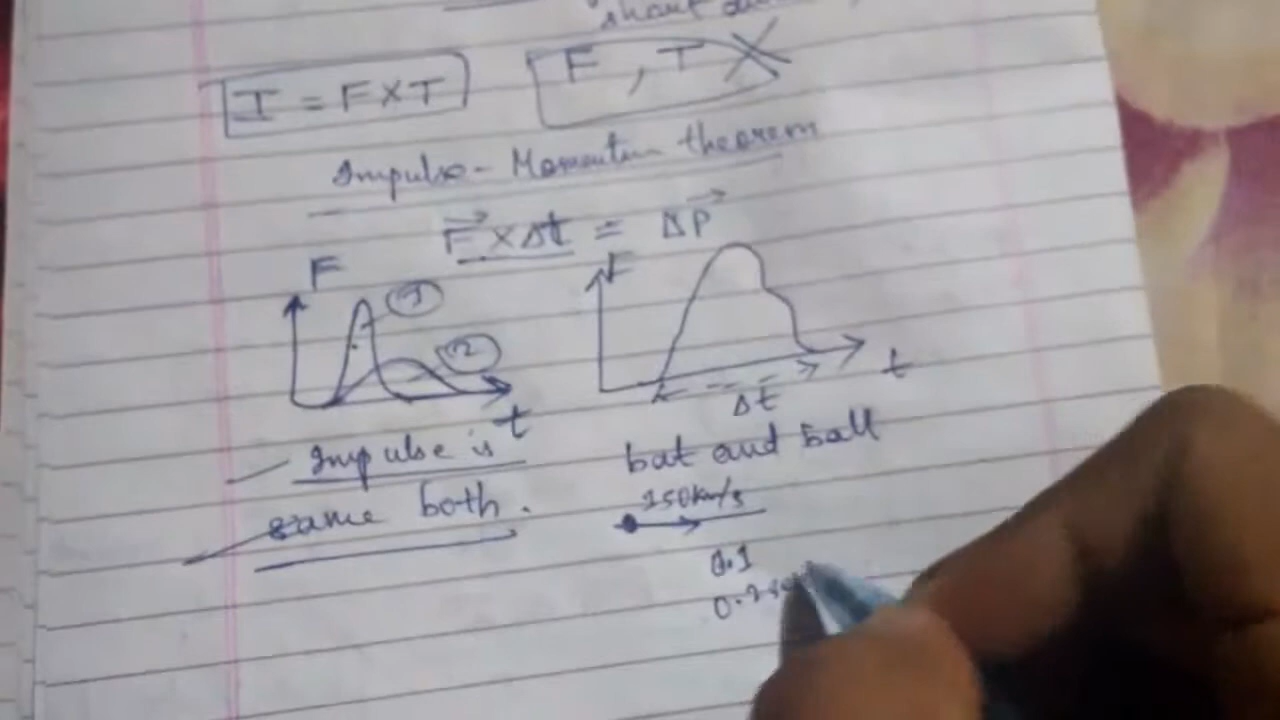 I = F×T
F, T
Impulse - Momentum theorem
F × Δt = ΔP
F
1
2
t
F
Δt
t
Impulse is
same both.
bat and ball
150km/s
0.1